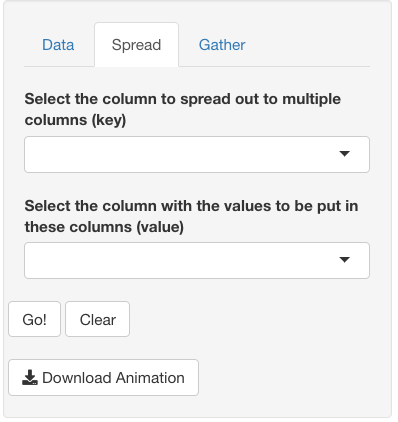 Data Spread Gather
Select the column to spread out to multiple
columns (key)
Select the column with the values to be put in
these columns (value)
Go! Clear
Download Animation